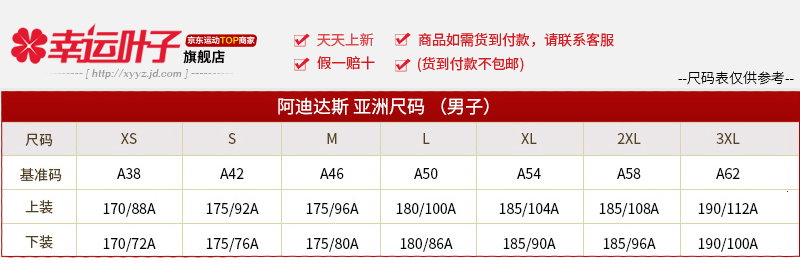 幸运叶子 京东运动TOP商家
旗舰店
[ http://xyyz.jd.com ]
天天上新 商品如需货到付款，请联系客服
假一赔十 (货到付款不包邮)
--尺码表仅供参考--
阿迪达斯 亚洲尺码 （男子）
尺码 XS S M L XL 2XL 3XL
基准码 A38 A42 A46 A50 A54 A58 A62
上装 170/88A 175/92A 175/96A 180/100A 185/104A 185/108A 190/112A
下装 170/72A 175/76A 175/80A 180/86A 185/90A 185/96A 190/100A